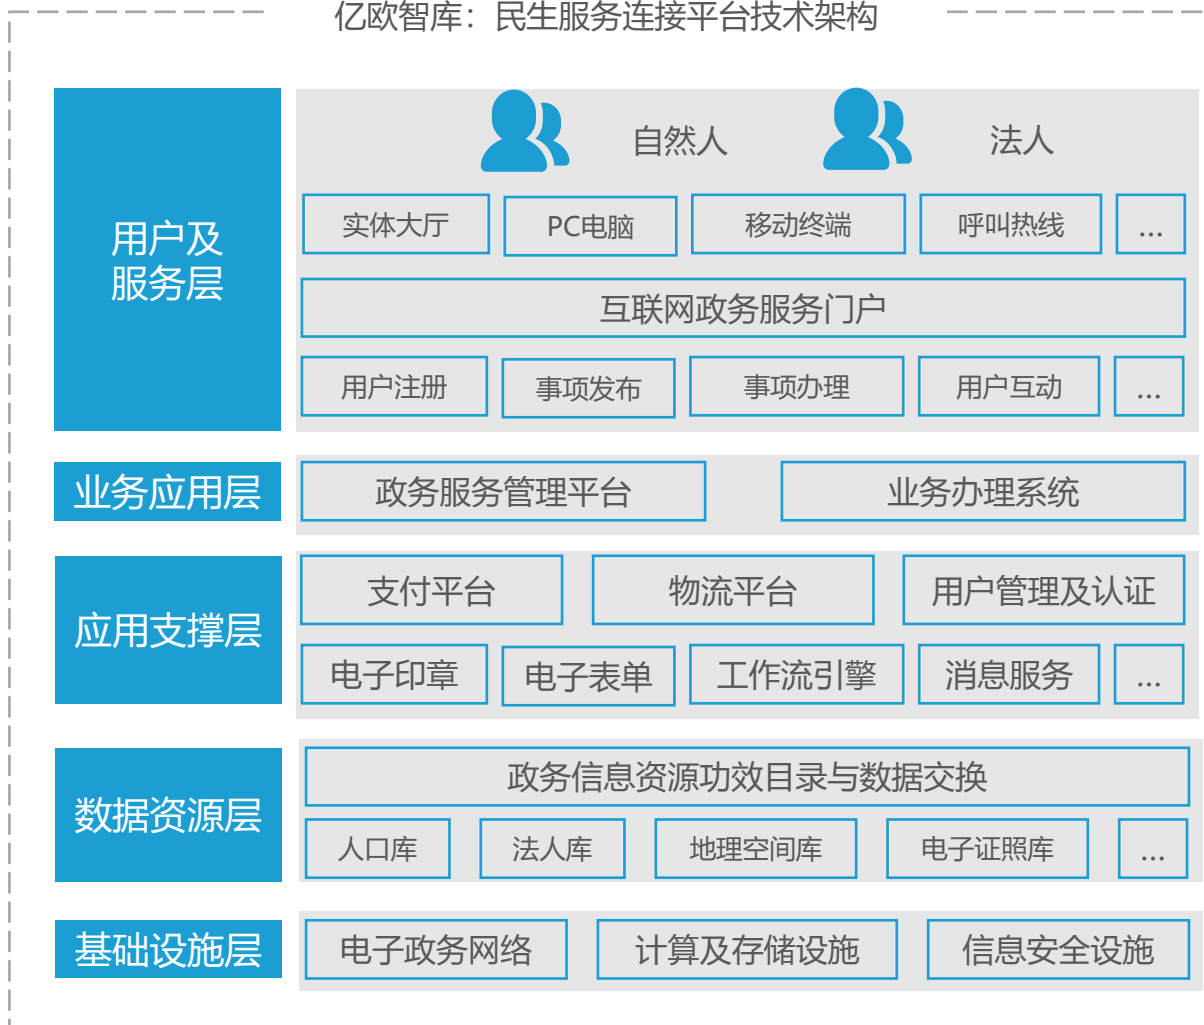 亿欧智库：民生服务连接平台技术架构
用户及
服务层
自然人
法人
实体大厅
PC电脑
移动终端
呼叫热线
...
互联网政务服务门户
用户注册
事项发布
事项办理
用户互动
...
业务应用层
政务服务管理平台
业务办理系统
应用支撑层
支付平台
物流平台
用户管理及认证
电子印章
电子表单
工作流引擎
消息服务
...
数据资源层
政务信息资源功效目录与数据交换
人口库
法人库
地理空间库
电子证照库
...
基础设施层
电子政务网络
计算及存储设施
信息安全设施